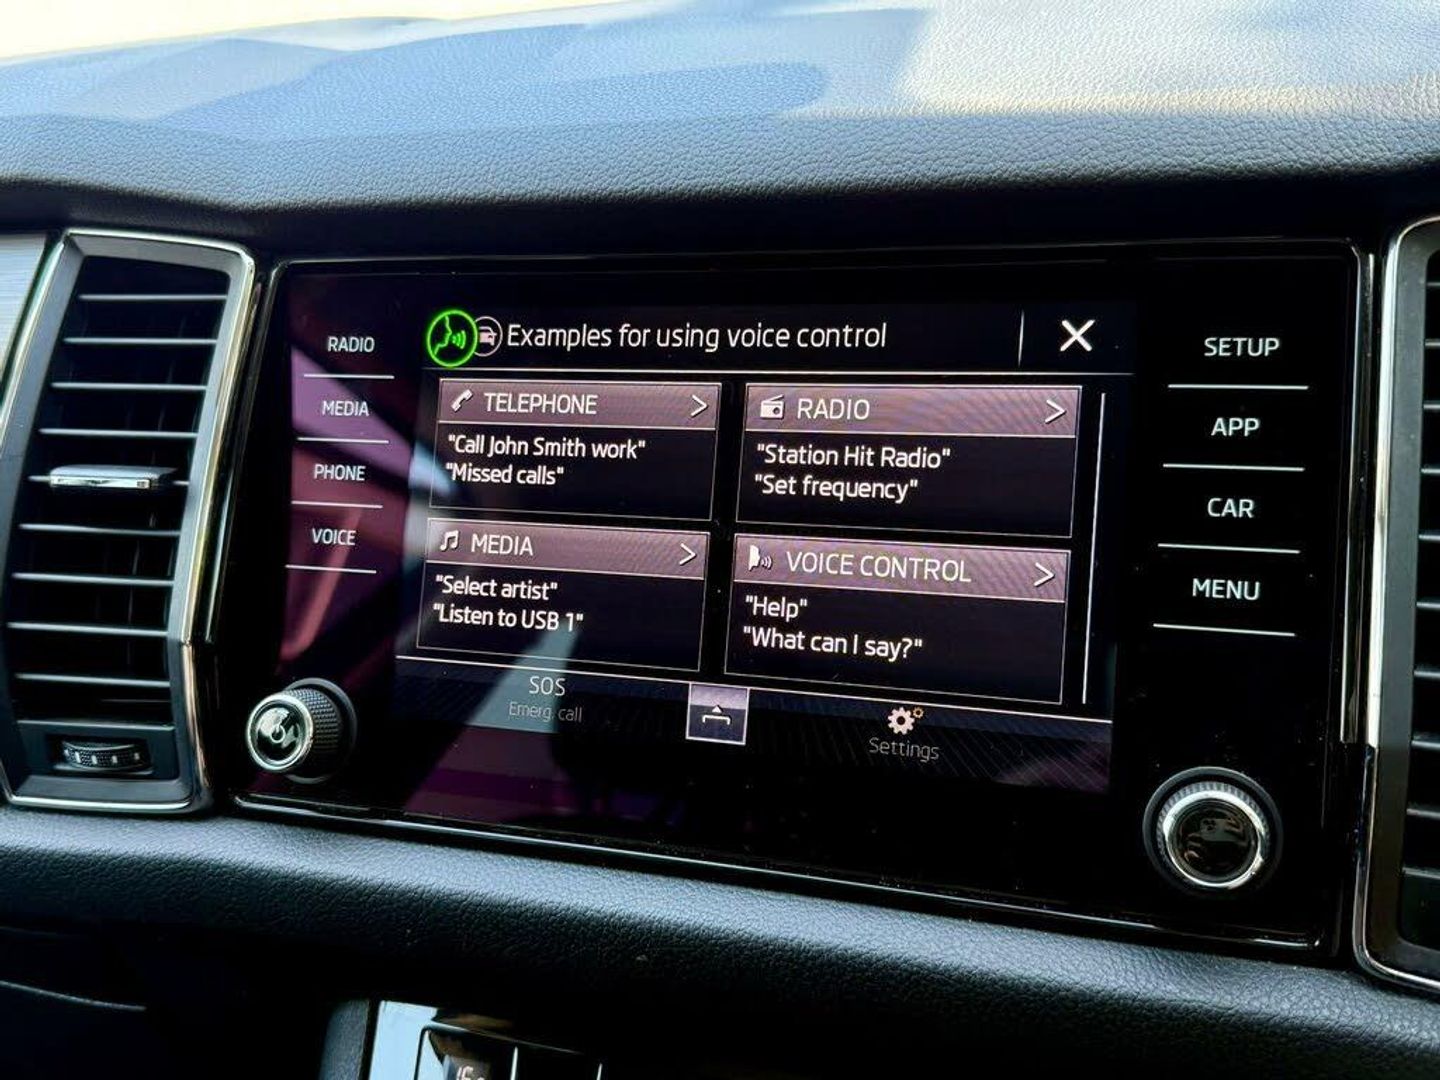 RADIO
MEDIA
PHONE
VOICE
Examples for using voice control
TELEPHONE
"Call John Smith work"
"Missed calls"
RADIO
"Station Hit Radio"
"Set frequency"
MEDIA
"Select artist"
"Listen to USB 1"
VOICE CONTROL
"Help"
"What can I say?"
SOS
Emerg. call
Settings
SETUP
APP
CAR
MENU